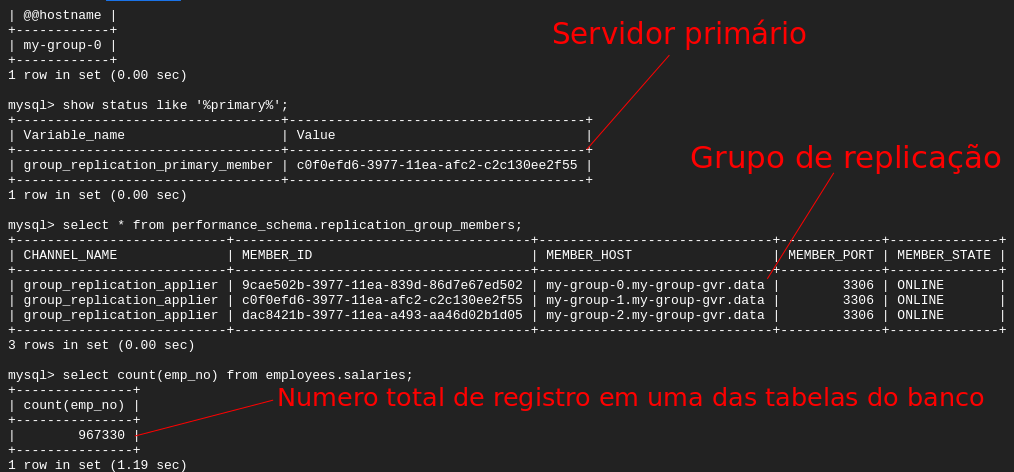 | @@hostname |
+------------+
| my-group-0 |
+------------+
1 row in set (0.00 sec)
Servidor primário
mysql> show status like '%primary%';
+----------------------------------+--------------------------------------+
| Variable_name                    | Value                                |
+----------------------------------+--------------------------------------+
| group_replication_primary_member | c0f0efd6-3977-11ea-afc2-c2c130ee2f55 |
+----------------------------------+--------------------------------------+
1 row in set (0.00 sec)
Grupo de replicação
mysql> select * from performance_schema.replication_group_members;
+---------------------------+--------------------------------------+------------------------------+-------------+--------------+
| CHANNEL_NAME              | MEMBER_ID                            | MEMBER_HOST                  | MEMBER_PORT | MEMBER_STATE |
+---------------------------+--------------------------------------+------------------------------+-------------+--------------+
| group_replication_applier | 9cae502b-3977-11ea-839d-86d7e67ed502 | my-group-0.my-group-gvr.data |        3306 | ONLINE       |
| group_replication_applier | c0f0efd6-3977-11ea-afc2-c2c130ee2f55 | my-group-1.my-group-gvr.data |        3306 | ONLINE       |
| group_replication_applier | dac8421b-3977-11ea-a493-aa46d02b1d05 | my-group-2.my-group-gvr.data |        3306 | ONLINE       |
+---------------------------+--------------------------------------+------------------------------+-------------+--------------+
3 rows in set (0.00 sec)
mysql> select count(emp_no) from employees.salaries;
+---------------+
| count(emp_no) |
+---------------+
|        967330 |
+---------------+
1 row in set (1.19 sec)
Numero total de registro em uma das tabelas do banco